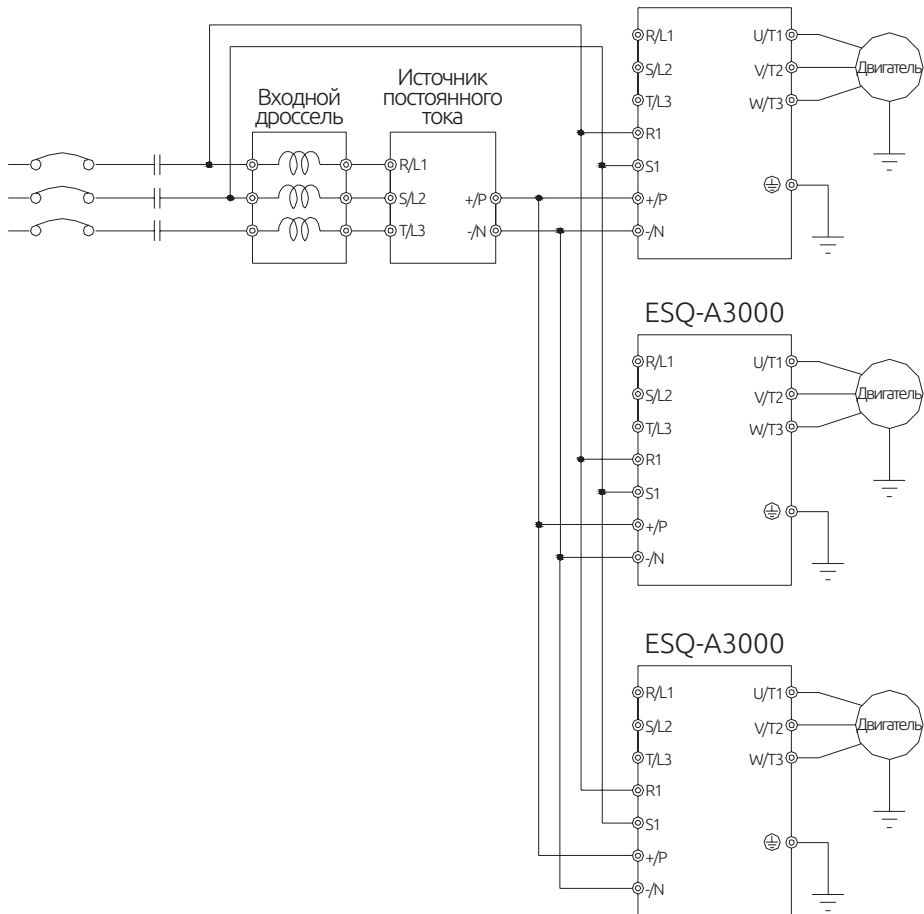 Входной
дроссель
Источник
постоянного
тока
R/L1
S/L2
T/L3
+/P
-/N
R/L1
S/L2
T/L3
R1
S1
+/P
-/N
U/T1
V/T2
W/T3
Двигатель
ESQ-A3000
R/L1
S/L2
T/L3
R1
S1
+/P
-/N
U/T1
V/T2
W/T3
Двигатель
ESQ-A3000
R/L1
S/L2
T/L3
R1
S1
+/P
-/N
U/T1
V/T2
W/T3
Двигатель